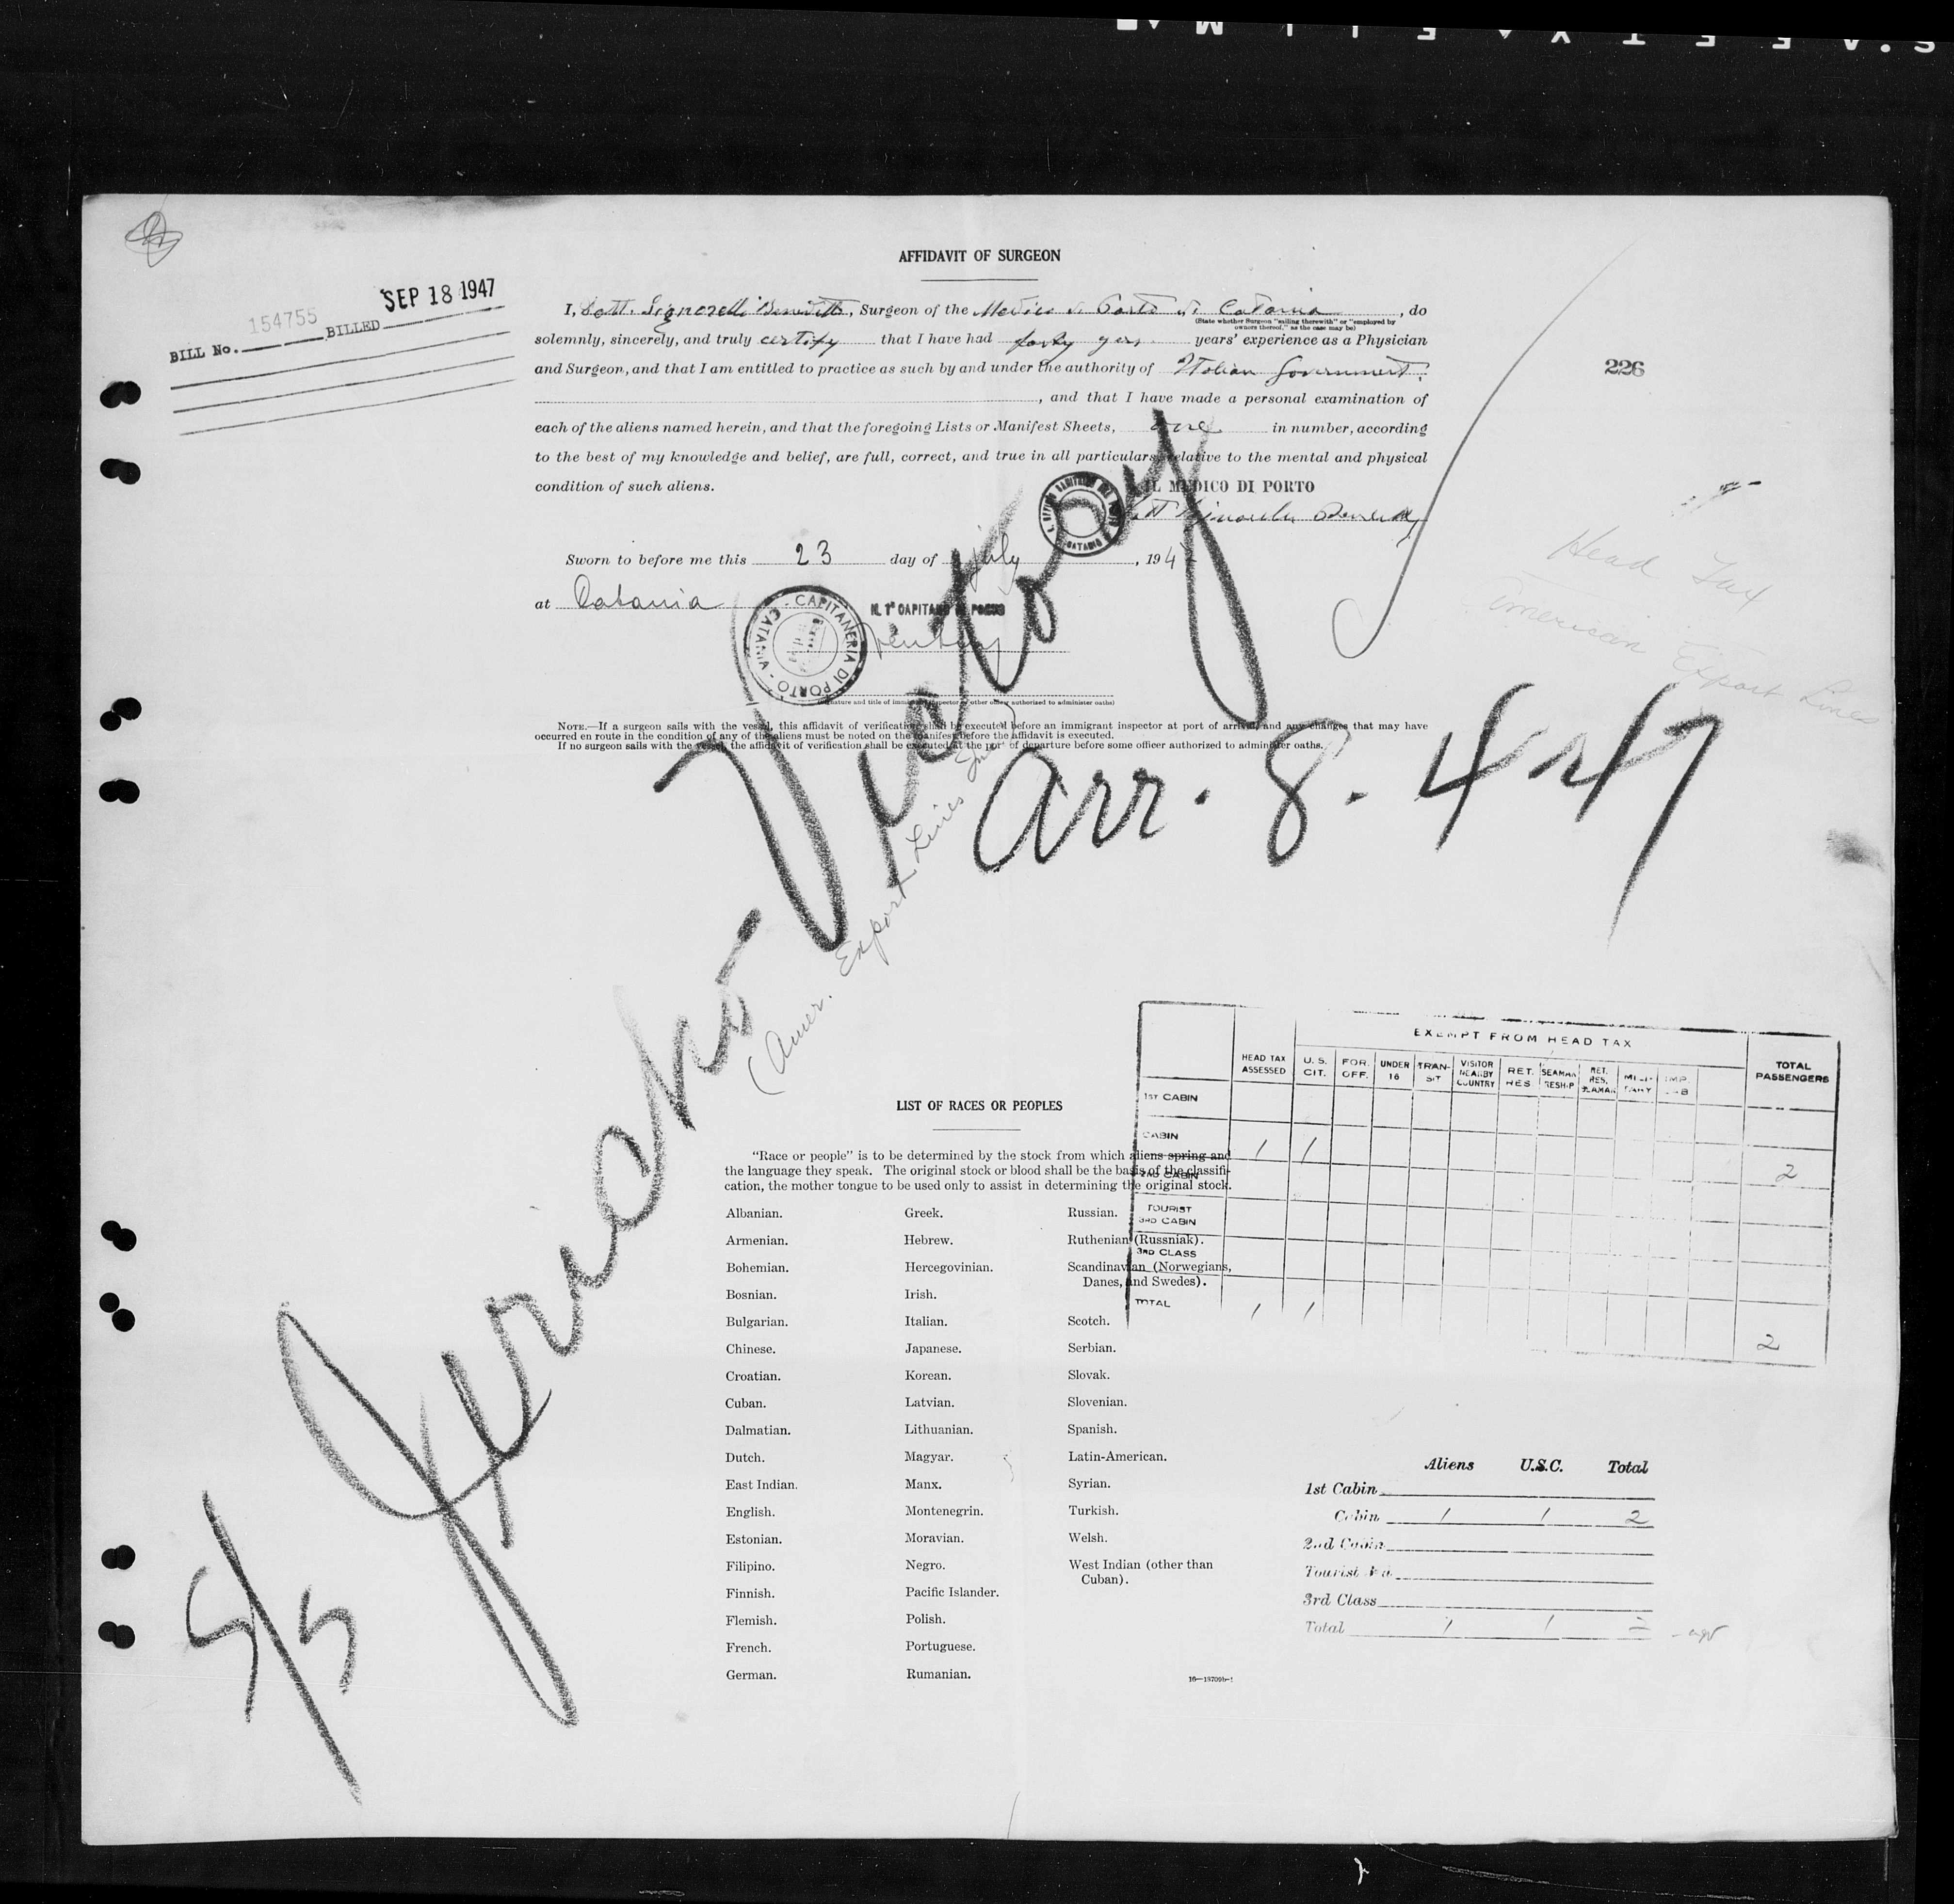 AFFIDAVIT OF SURGEON
SEP 18 1947
154755
BILL No. BILLED
I, Dott. Signorelli Benedetto, Surgeon of the Medico di Porto di Catania, do
(State whether Surgeon "sailing therewith" or "employed by
owners thereof," as the case may be)
solemnly, sincerely, and truly certify that I have had forty years' experience as a Physician
and Surgeon, and that I am entitled to practice as such by and under the authority of Italian Government.
, and that I have made a personal examination of
each of the aliens named herein, and that the foregoing Lists or Manifest Sheets, one in number, according
to the best of my knowledge and belief, are full, correct, and true in all particulars, relative to the mental and physical
condition of such aliens.
226
IL MEDICO DI PORTO
Sworn to before me this 23 day of July, 194
at Catania
CAPITANERIA DI PORTO - CATANIA
(Signature and title of immigrant inspector or other officer authorized to administer oaths)
NOTE.—If a surgeon sails with the vessel, this affidavit of verification shall be executed before an immigrant inspector at port of arrival, and any changes that may have
occurred en route in the condition of any of the aliens must be noted on the manifest before the affidavit is executed.
If no surgeon sails with the vessel, the affidavit of verification shall be executed at the port of departure before some officer authorized to administer oaths.
Head Tax
American Export Lines
S/S Jericho Victory
(Amer. Export Lines
arr. 8.4-47
EXEMPT FROM HEAD TAX
HEAD TAX ASSESSED
U. S. CIT.
FOR. OFF.
UNDER 16
TRAN-SIT
VISITOR NEARBY COUNTRY
RET. RES
SEAMAN RESHIP
RET. RES. SEAMAN
MILI-TARY
TOTAL PASSENGERS
1ST CABIN
CABIN 1 1
2ND CABIN 2
TOURIST
3RD CABIN
3RD CLASS
TOTAL 1 1 2
LIST OF RACES OR PEOPLES
"Race or people" is to be determined by the stock from which aliens spring and
the language they speak. The original stock or blood shall be the basis of the classifi-
cation, the mother tongue to be used only to assist in determining the original stock.
Albanian.
Armenian.
Bohemian.
Bosnian.
Bulgarian.
Chinese.
Croatian.
Cuban.
Dalmatian.
Dutch.
East Indian.
English.
Estonian.
Filipino.
Finnish.
Flemish.
French.
German.
Greek.
Hebrew.
Hercegovinian.
Irish.
Italian.
Japanese.
Korean.
Latvian.
Lithuanian.
Magyar.
Manx.
Montenegrin.
Moravian.
Negro.
Pacific Islander.
Polish.
Portuguese.
Rumanian.
Russian.
Ruthenian (Russniak).
Scandinavian (Norwegians,
Danes, and Swedes).
Scotch.
Serbian.
Slovak.
Slovenian.
Spanish.
Latin-American.
Syrian.
Turkish.
Welsh.
West Indian (other than
Cuban).
Aliens U.S.C. Total
1st Cabin
Cabin 1 1 2
2nd Cabin
Tourist
3rd Class
Total 1 1